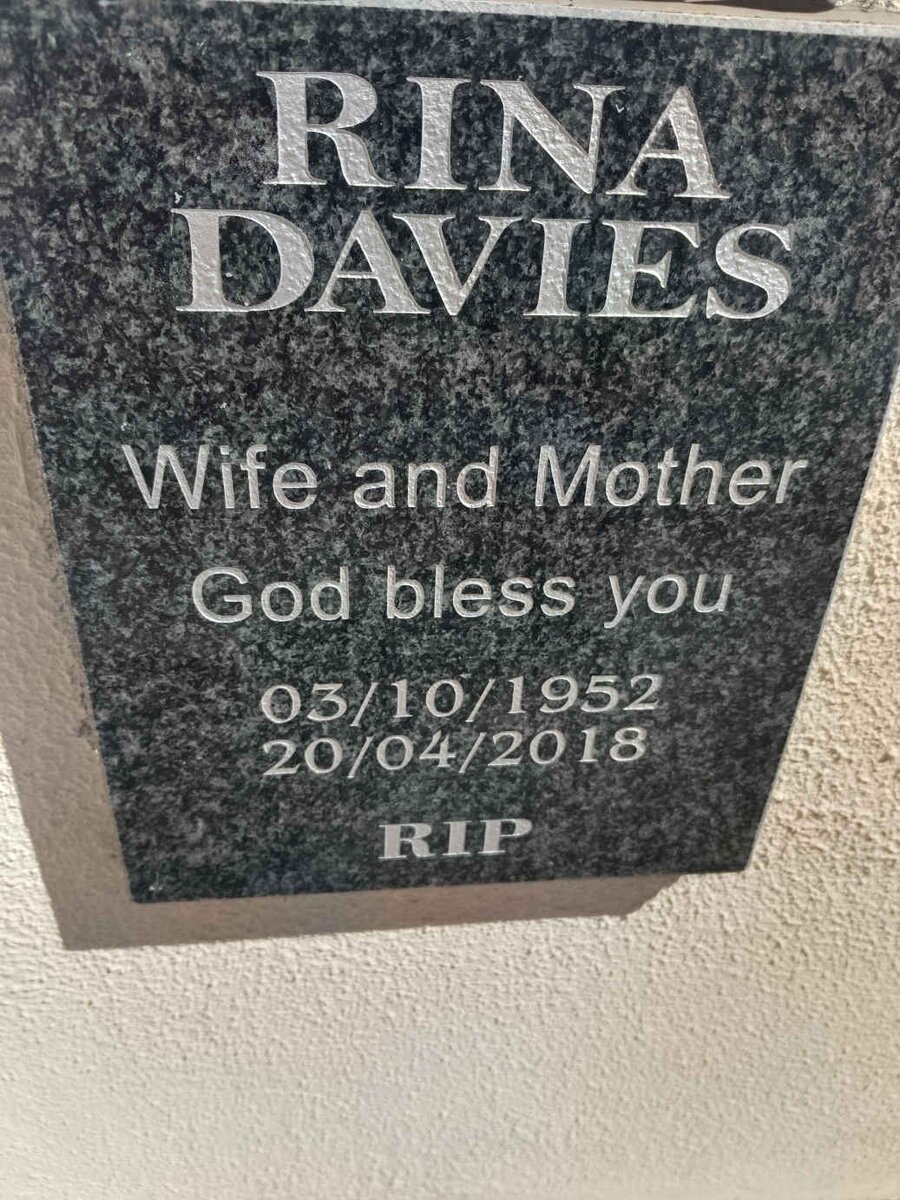 RINA
DAVIES
Wife and Mother
God bless you
03/10/1952
20/04/2018
RIP